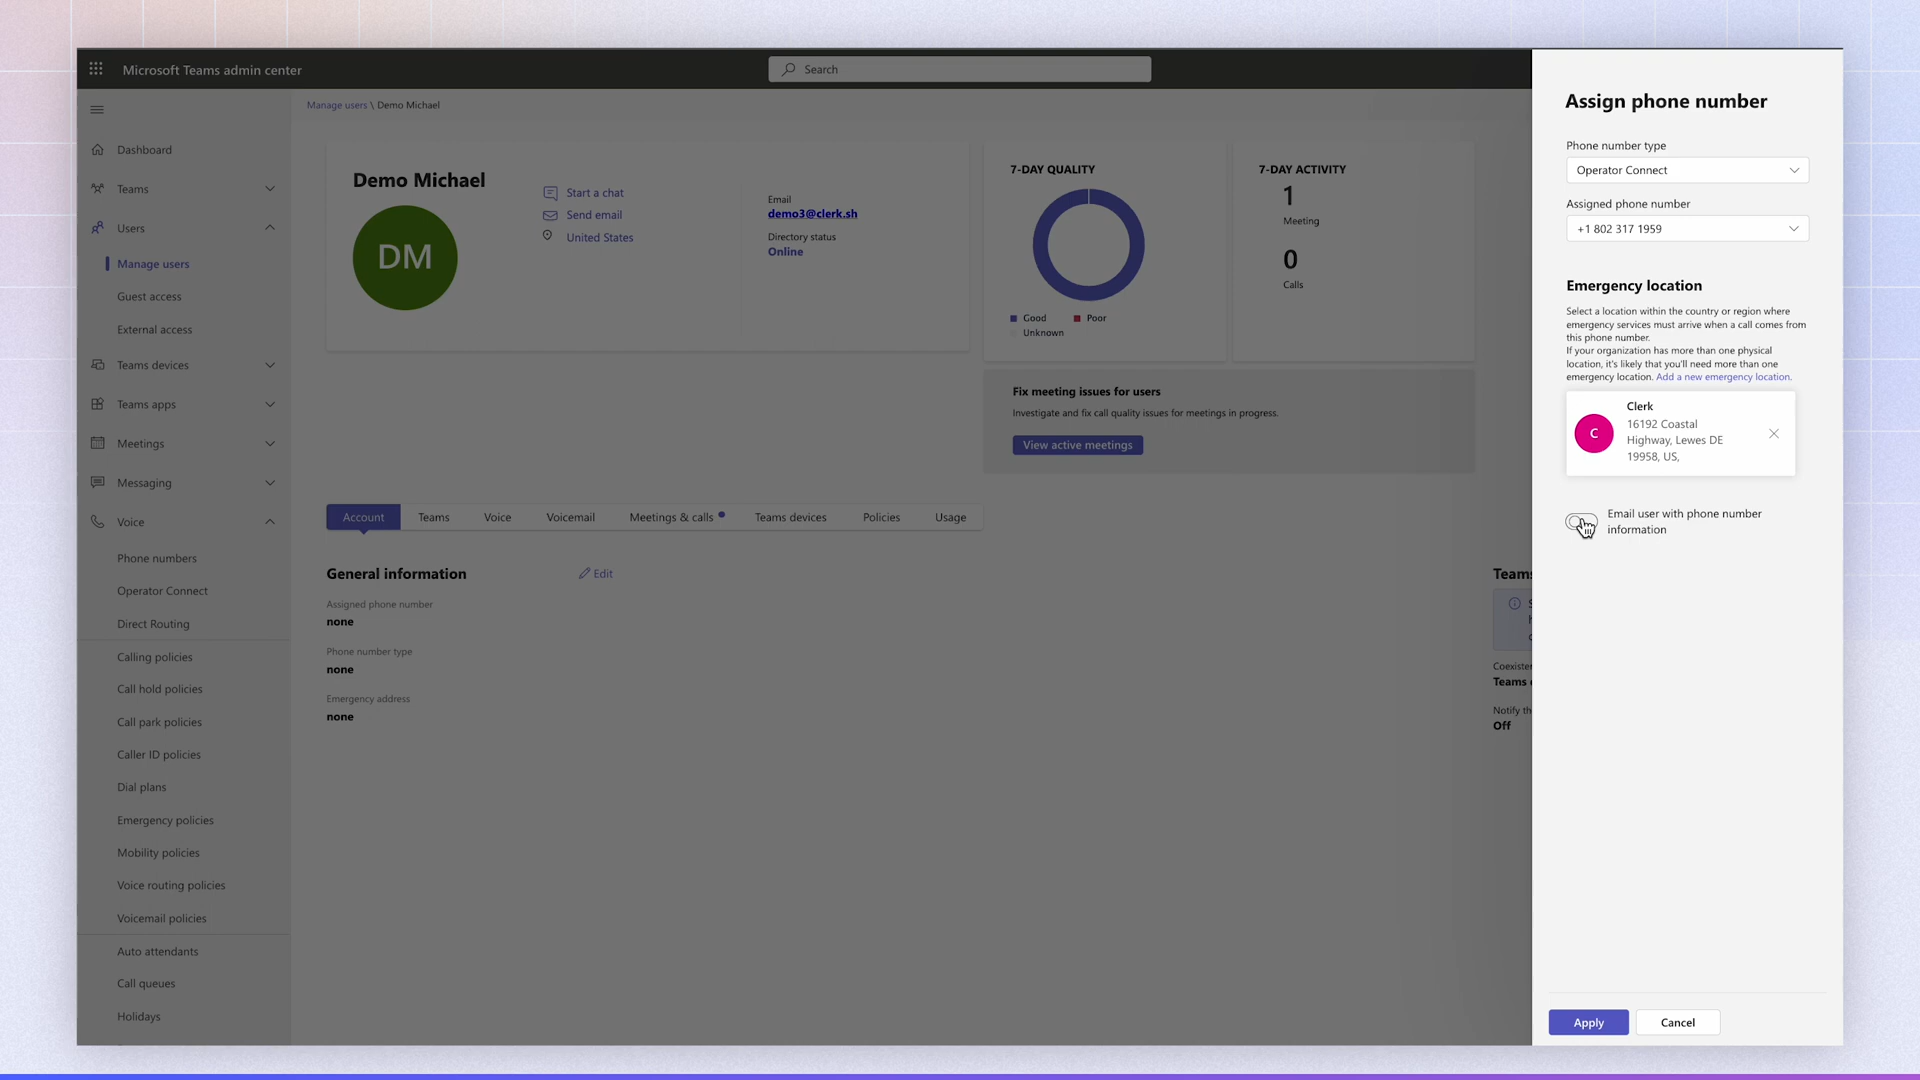 Microsoft Teams admin center
Search
Manage users \ Demo Michael
Dashboard
Teams
Users
Manage users
Guest access
External access
Teams devices
Teams apps
Meetings
Messaging
Voice
Phone numbers
Operator Connect
Direct Routing
Calling policies
Call hold policies
Call park policies
Caller ID policies
Dial plans
Emergency policies
Mobility policies
Voice routing policies
Voicemail policies
Auto attendants
Call queues
Holidays
Demo Michael
DM
Start a chat
Send email
United States
Email
demo3@clerk.sh
Directory status
Online
7-DAY QUALITY
Good
Poor
Unknown
7-DAY ACTIVITY
1
Meeting
0
Calls
Fix meeting issues for users
Investigate and fix call quality issues for meetings in progress.
View active meetings
Account
Teams
Voice
Voicemail
Meetings & calls
Teams devices
Policies
Usage
General information
Edit
Assigned phone number
none
Phone number type
none
Emergency address
none
Teams
Teams
Notify th
Off
Assign phone number
Phone number type
Operator Connect
Assigned phone number
+1 802 317 1959
Emergency location
Select a location within the country or region where
emergency services must arrive when a call comes from
this phone number.
If your organization has more than one physical
location, it's likely that you'll need more than one
emergency location. Add a new emergency location.
C
Clerk
16192 Coastal
Highway, Lewes DE
19958, US,
Email user with phone number
information
Apply
Cancel